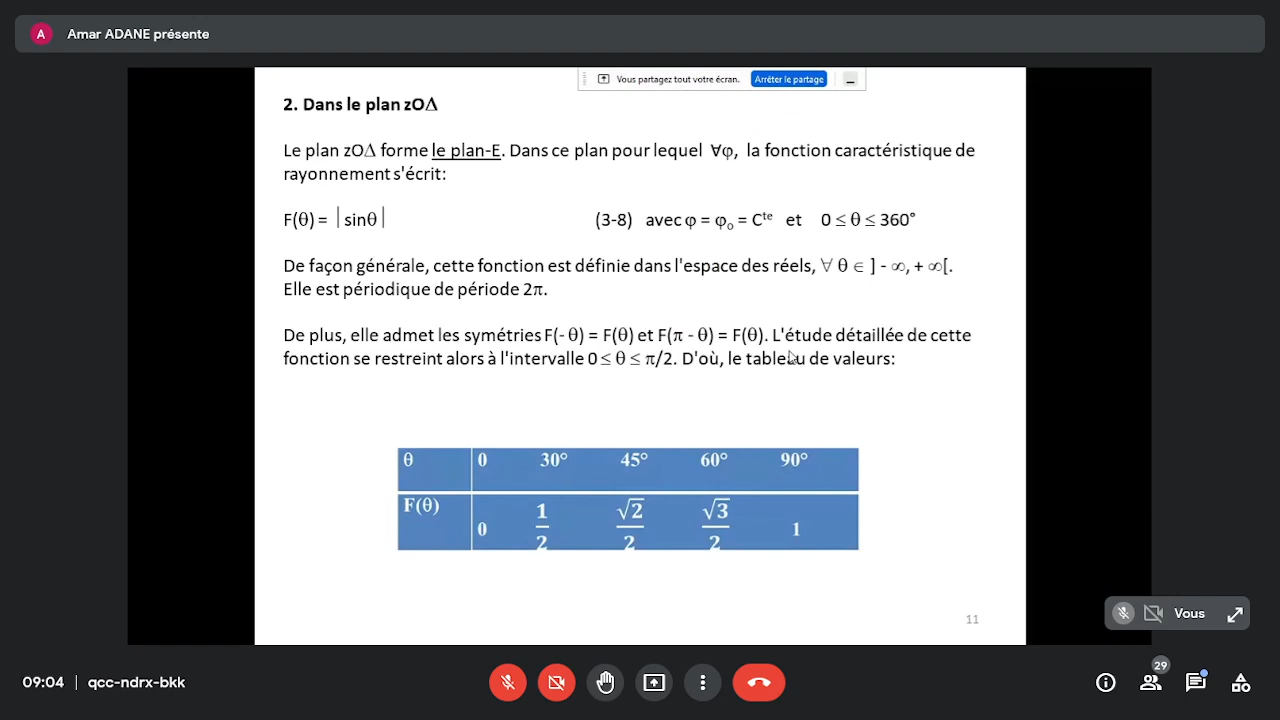 A Amar ADANE présente
Vous partagez tout votre écran. Arrêter le partage
2. Dans le plan zOΔ
Le plan zOΔ forme le plan-E. Dans ce plan pour lequel ∀φ, la fonction caractéristique de
rayonnement s'écrit:
F(θ) = |sinθ| (3-8) avec φ = φo = Cte et 0 ≤ θ ≤ 360°
De façon générale, cette fonction est définie dans l'espace des réels, ∀ θ ∈ ] - ∞, + ∞[.
Elle est périodique de période 2π.
De plus, elle admet les symétries F(- θ) = F(θ) et F(π - θ) = F(θ). L'étude détaillée de cette
fonction se restreint alors à l'intervalle 0 ≤ θ ≤ π/2. D'où, le tableau de valeurs:
θ 0 30° 45° 60° 90°
F(θ) 0 1/2 √2/2 √3/2 1
11
Vous
09:04 qcc-ndrx-bkk
29